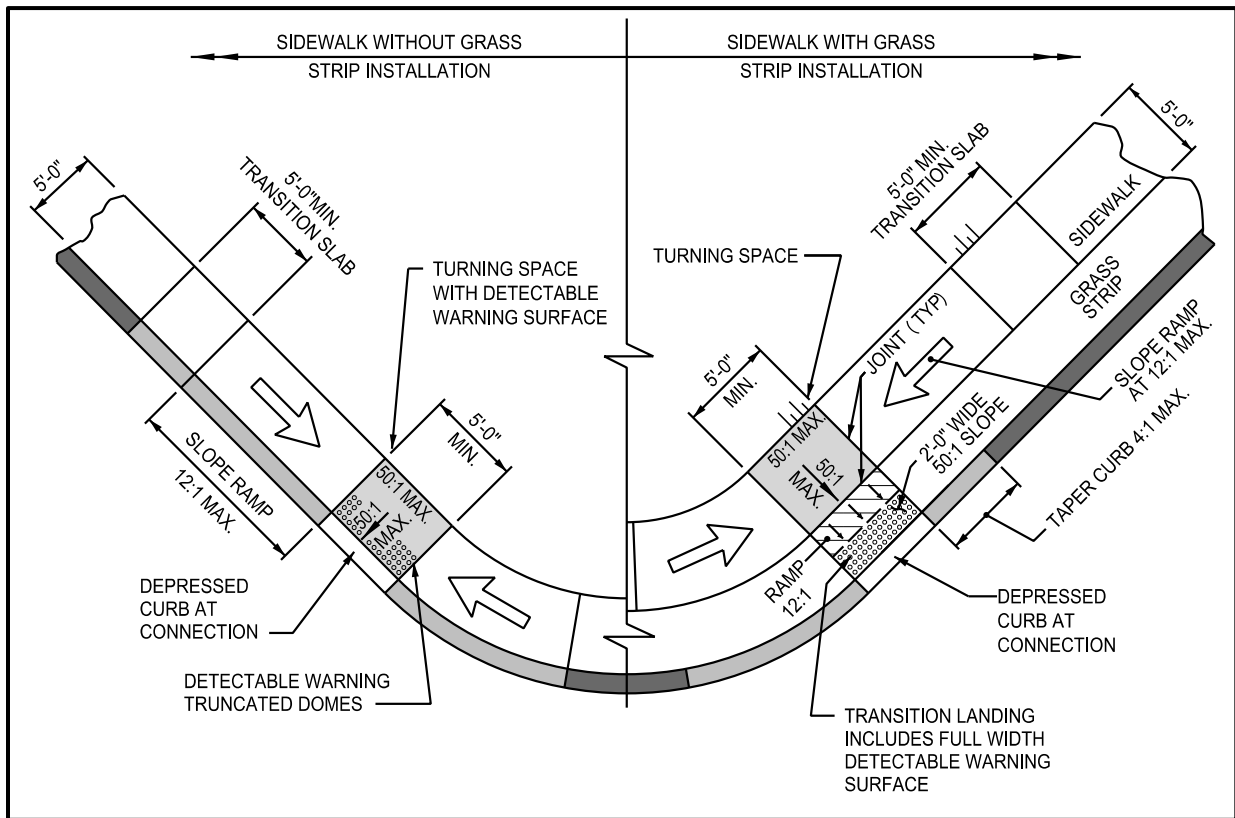 SIDEWALK WITHOUT GRASS
STRIP INSTALLATION
SIDEWALK WITH GRASS
STRIP INSTALLATION
5'-0"
5'-0"MIN.
TRANSITION SLAB
TURNING SPACE
WITH DETECTABLE
WARNING SURFACE
5'-0"
MIN.
50:1 MAX.
50:1
MAX.
SLOPE RAMP
12:1 MAX.
DEPRESSED
CURB AT
CONNECTION
DETECTABLE WARNING
TRUNCATED DOMES
5'-0"
5'-0" MIN.
TRANSITION SLAB
SIDEWALK
GRASS
STRIP
TURNING SPACE
JOINT (TYP)
5'-0"
MIN.
50:1 MAX.
50:1
MAX.
SLOPE RAMP
AT 12:1 MAX.
2'-0" WIDE
50:1 SLOPE
TAPER CURB 4:1 MAX.
RAMP
12:1
DEPRESSED
CURB AT
CONNECTION
TRANSITION LANDING
INCLUDES FULL WIDTH
DETECTABLE WARNING
SURFACE